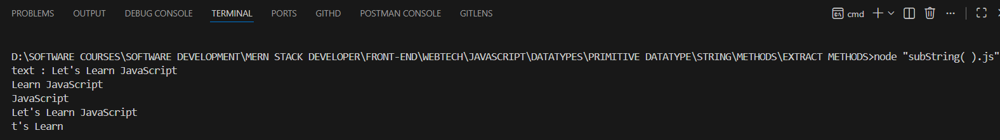 PROBLEMS OUTPUT DEBUG CONSOLE TERMINAL PORTS GITHD POSTMAN CONSOLE GITLENS cmd
D:\SOFTWARE COURSES\SOFTWARE DEVELOPMENT\MERN STACK DEVELOPER\FRONT-END\WEBTECH\JAVASCRIPT\DATATYPES\PRIMITIVE DATATYPE\STRING\METHODS\EXTRACT METHODS>node "subString( ).js"
text : Let's Learn JavaScript
Learn JavaScript
JavaScript
Let's Learn JavaScript
t's Learn